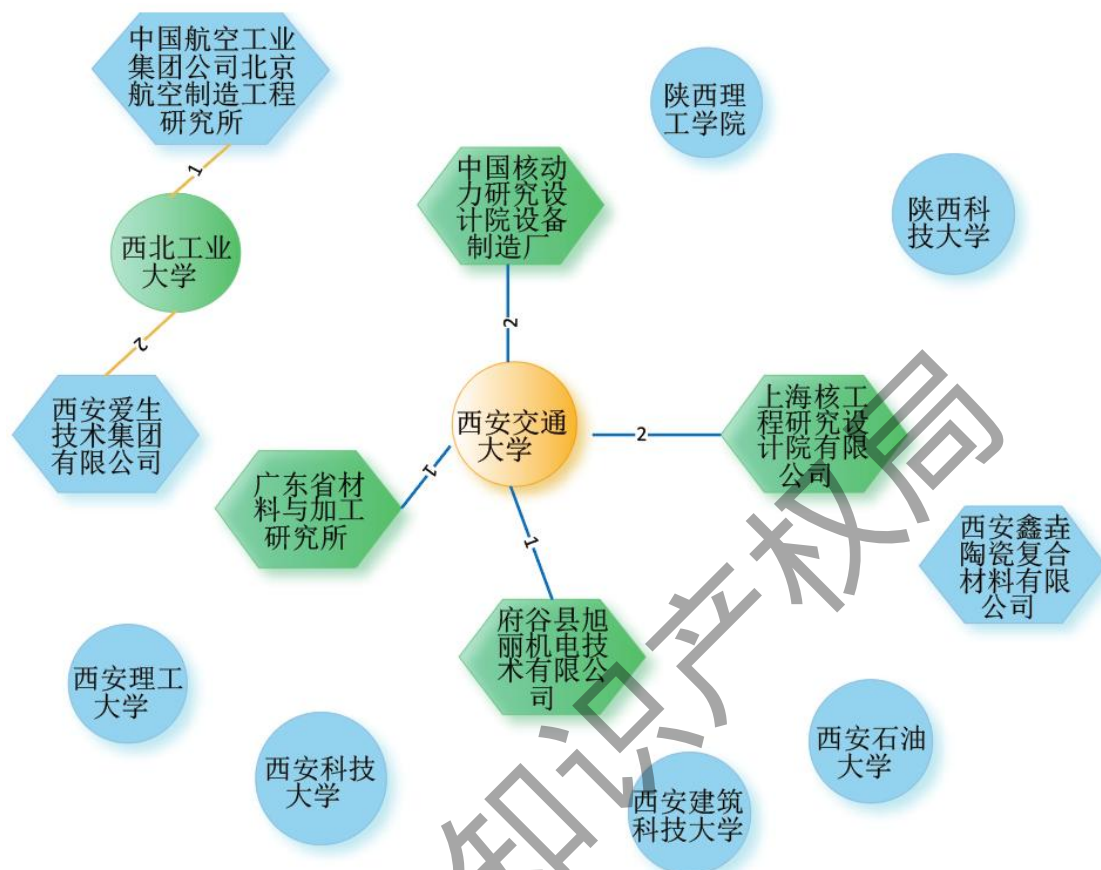 中国航空工业
集团公司北京
航空制造工程
研究所
1
西北工业
大学
2
西安爱生
技术集团
有限公司
陕西理
工学院
陕西科
技大学
中国核动
力研究设
计院设备
制造厂
2
西安交通
大学
2
上海核工
程研究设
计院有限
公司
1
广东省材
料与加工
研究所
1
府谷县旭
丽机电技
术有限公
司
西安鑫垚
陶瓷复合
材料有限
公司
西安理工
大学
西安科技
大学
西安建筑
科技大学
西安石油
大学
知识产权局